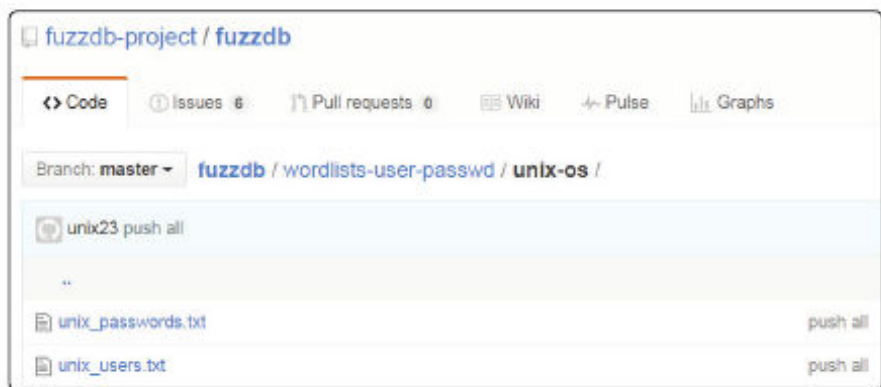 fuzzdb-project / fuzzdb
<> Code Issues 6 Pull requests 0 Wiki Pulse Graphs
Branch: master fuzzdb / wordlists-user-passwd / unix-os /
unix23 push all
..
unix_passwords.txt push all
unix_users.txt push all